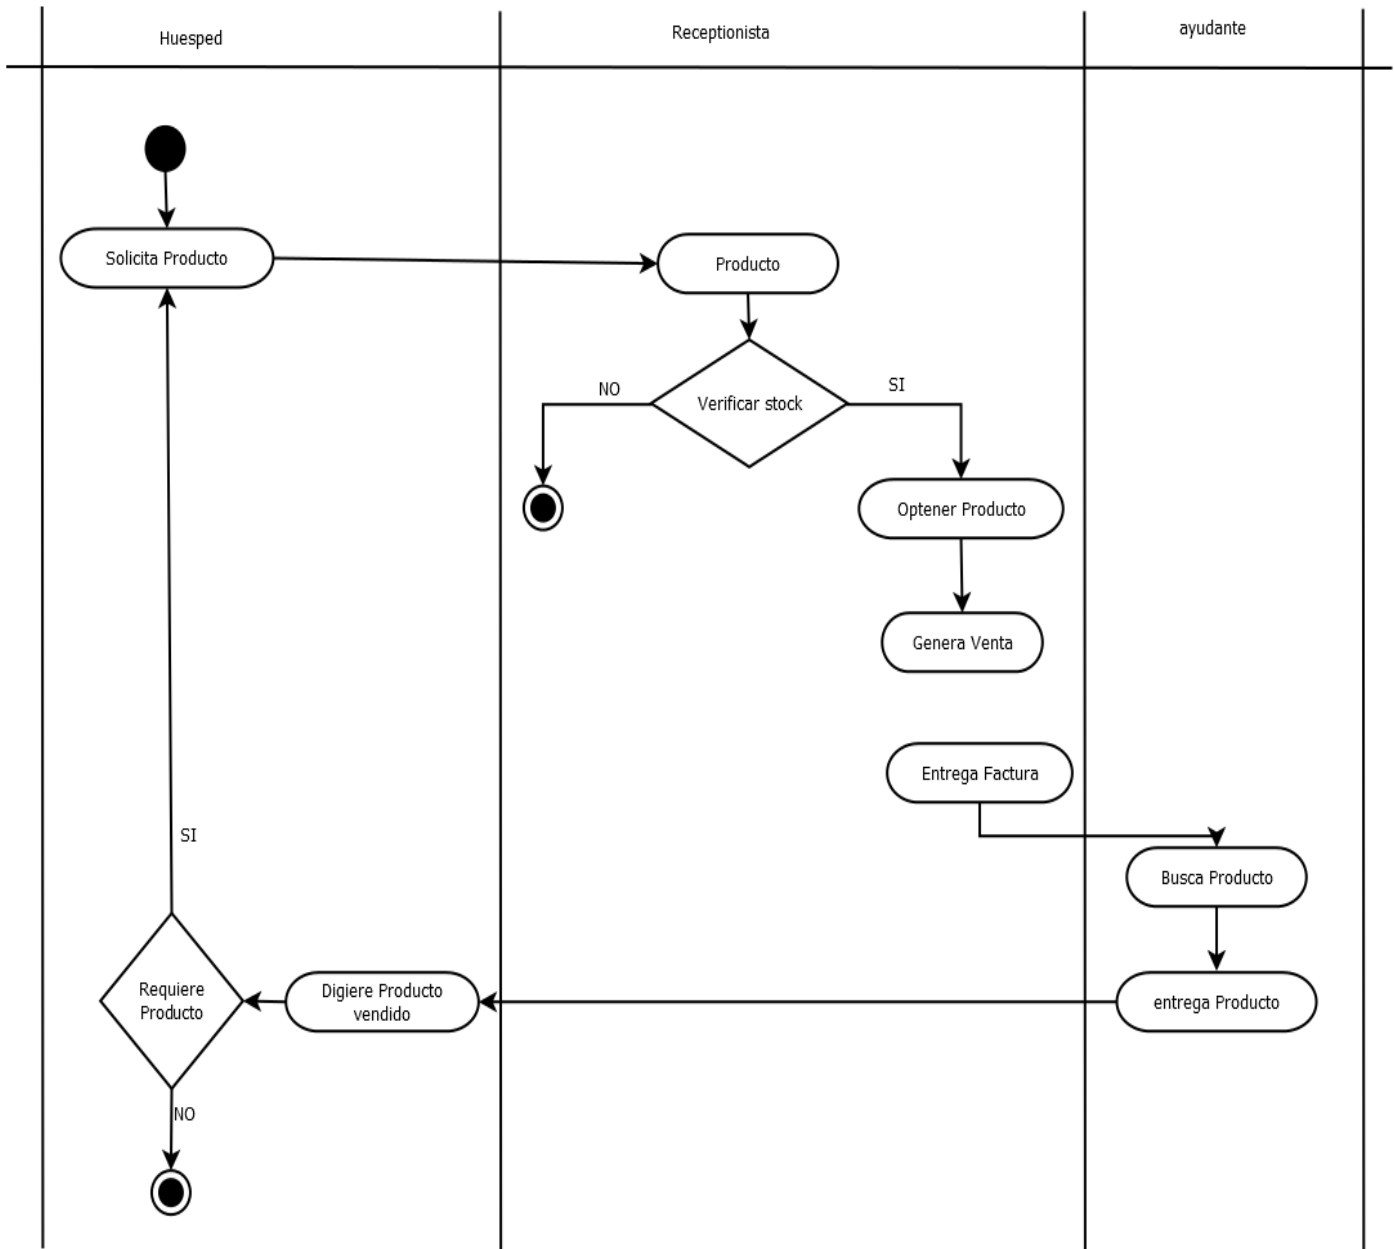 Huesped
Receptionista
ayudante
Solicita Producto
Producto
Verificar stock
NO
SI
Optener Producto
Genera Venta
Entrega Factura
Busca Producto
entrega Producto
Digiere Producto
vendido
Requiere
Producto
SI
NO